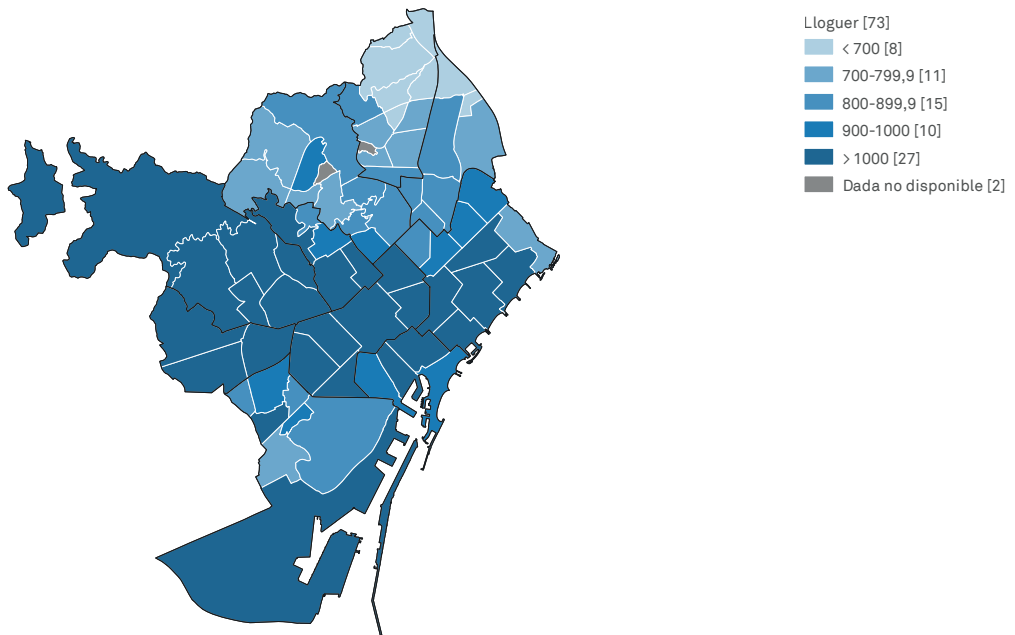 Lloguer [73]
< 700 [8]
700-799,9 [11]
800-899,9 [15]
900-1000 [10]
> 1000 [27]
Dada no disponible [2]